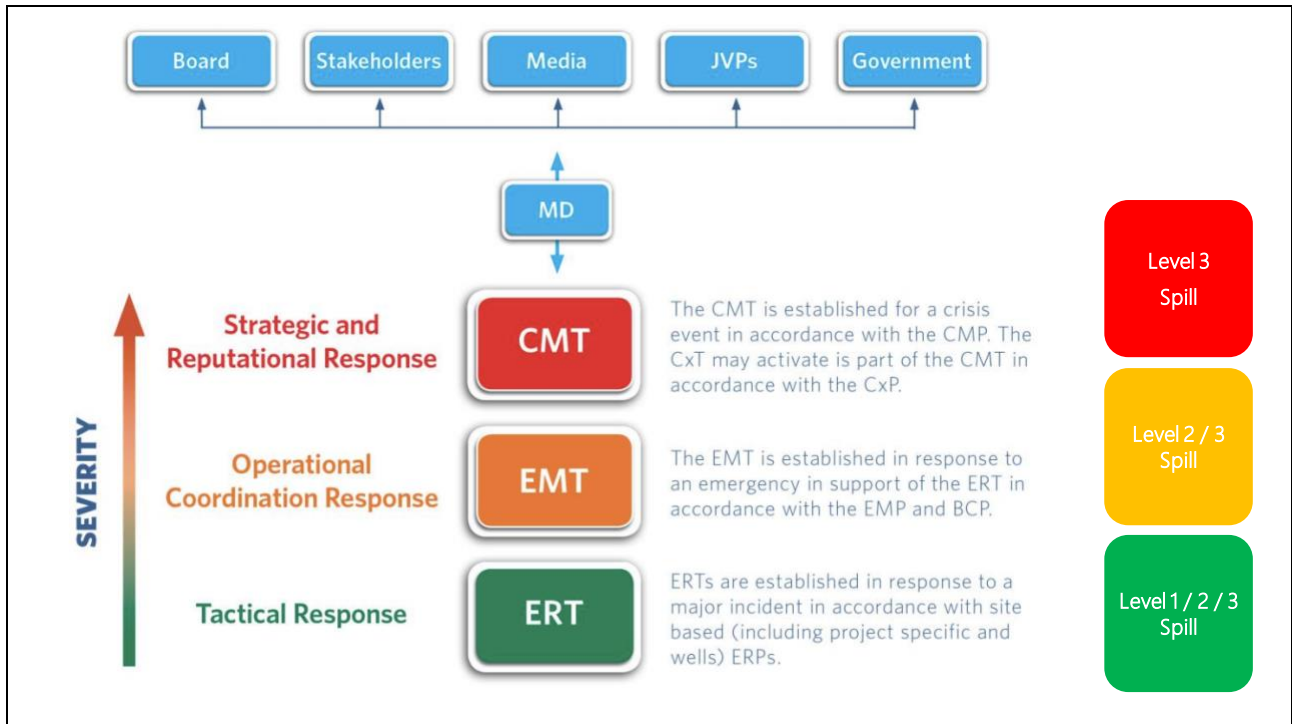 Board
Stakeholders
Media
JVPs
Government
MD
SEVERITY
Strategic and
Reputational Response
CMT
The CMT is established for a crisis
event in accordance with the CMP. The
CxT may activate is part of the CMT in
accordance with the CxP.
Level 3
Spill
Operational
Coordination Response
EMT
The EMT is established in response to
an emergency in support of the ERT in
accordance with the EMP and BCP.
Level 2 / 3
Spill
Tactical Response
ERT
ERTs are established in response to a
major incident in accordance with site
based (including project specific and
wells) ERPs.
Level 1 / 2 / 3
Spill